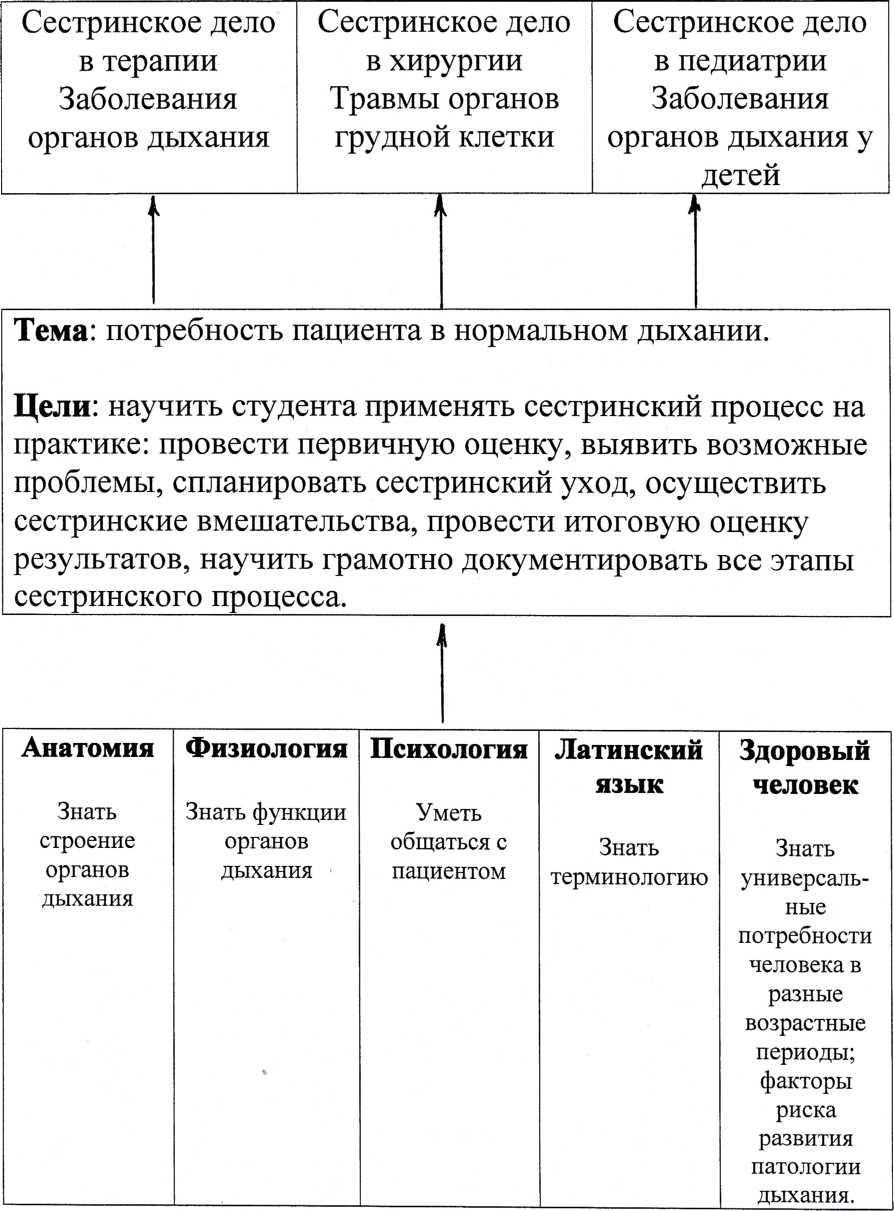 Сестринское дело
в терапии
Заболевания
органов дыхания
Сестринское дело
в хирургии
Травмы органов
грудной клетки
Сестринское дело
в педиатрии
Заболевания
органов дыхания у
детей
Тема: потребность пациента в нормальном дыхании.
Цели: научить студента применять сестринский процесс на
практике: провести первичную оценку, выявить возможные
проблемы, спланировать сестринский уход, осуществить
сестринские вмешательства, провести итоговую оценку
результатов, научить грамотно документировать все этапы
сестринского процесса.
Анатомия
Знать
строение
органов
дыхания
Физиология
Знать функции
органов
дыхания
Психология
Уметь
общаться с
пациентом
Латинский
язык
Знать
терминологию
Здоровый
человек
Знать
универсаль-
ные
потребности
человека в
разные
возрастные
периоды;
факторы
риска
развития
патологии
дыхания.